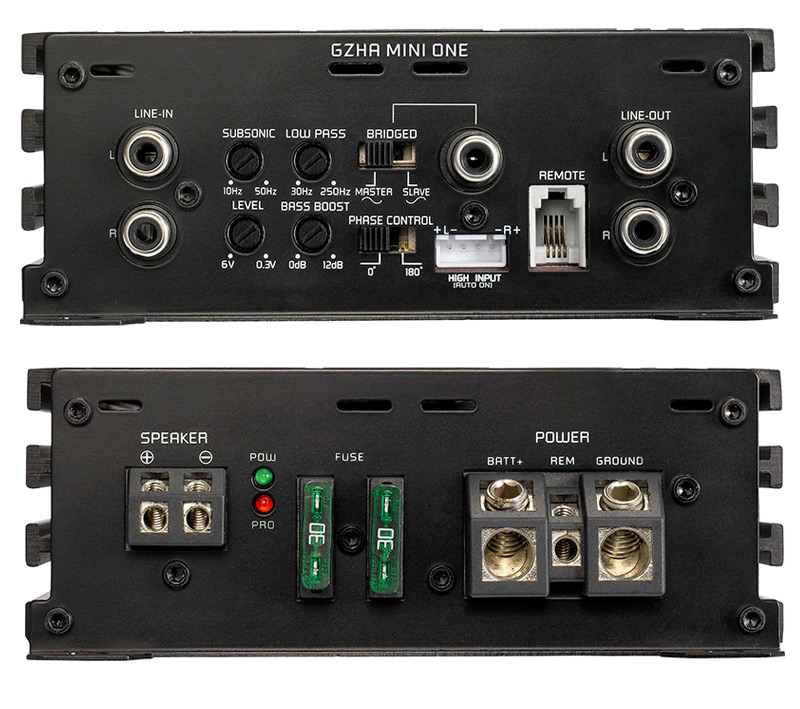 GZHA MINI ONE
LINE-IN
LINE-OUT
SUBSONIC LOW PASS BRIDGED
L
L
REMOTE
10Hz 50Hz 30Hz 250Hz MASTER SLAVE
LEVEL BASS BOOST PHASE CONTROL
R
+L- -R+
R
6V 0.3V 0dB 12dB 0° 180°
HIGH INPUT
(AUTO ON)
SPEAKER
+ −
POW
FUSE
POWER
BATT+ REM GROUND
PRO
30
30